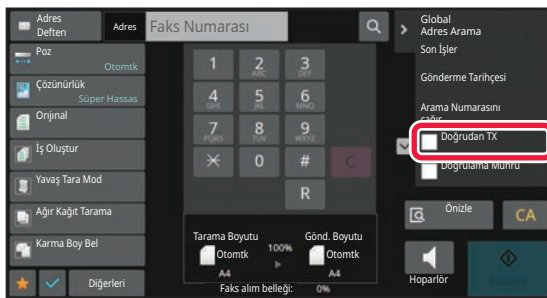 Adres
Defteri
Adres
Faks Numarası
Global
Adres Arama
Poz
Otomtk
Çözünürlük
Süper Hassas
Orijinal
İş Oluştur
Yavaş Tara Mod
Ağır Kağıt Tarama
Karma Boy Bel
Diğerleri
1
2
ABC
3
DEF
4
GHI
5
JKL
6
MNO
7
PQRS
8
TUV
9
WXYZ
0
#
C
R
Tarama Boyutu
Gönd. Boyutu
100%
Otomtk
Otomtk
A4
A4
Faks alım belleği: 0%
Son İşler
Gönderme Tarihçesi
Arama Numarasını
çağır
Doğrudan TX
Doğrulama Mührü
Önizle
CA
Hoparlör
Başlama